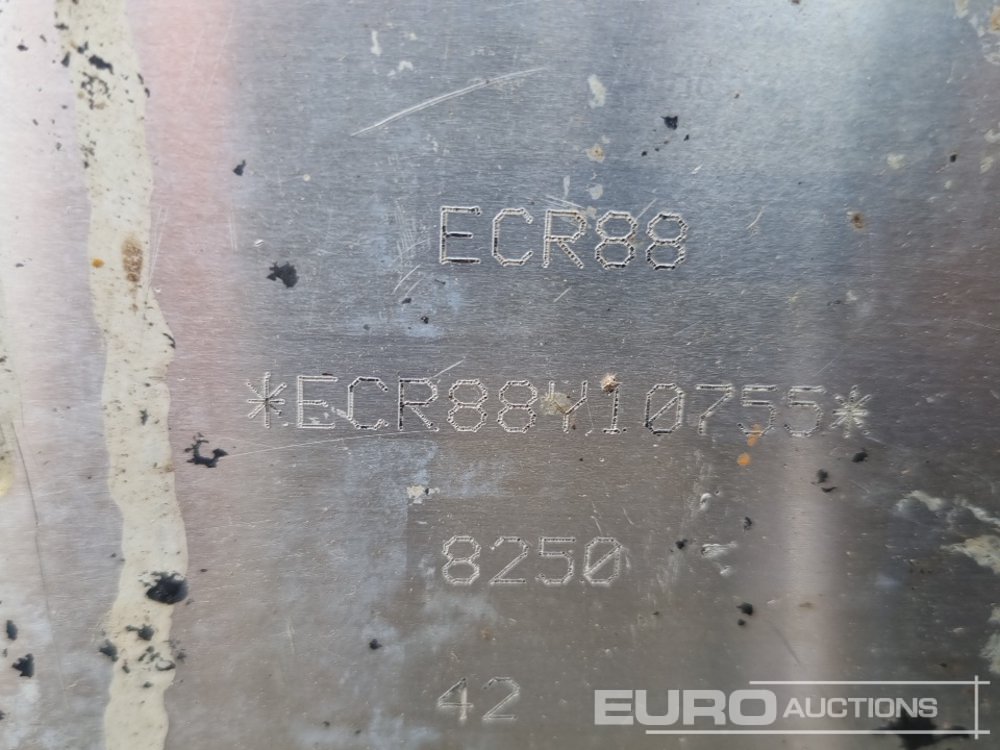 ECR88
*ECR88Y10755*
8250
42
EURO AUCTIONS